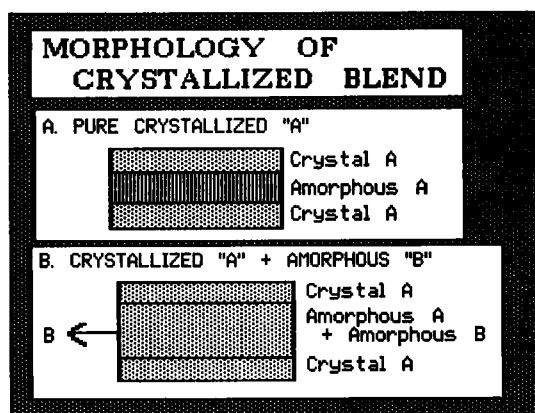 MORPHOLOGY OF
CRYSTALLIZED BLEND
A. PURE CRYSTALLIZED "A"
Crystal A
Amorphous A
Crystal A
B. CRYSTALLIZED "A" + AMORPHOUS "B"
Crystal A
Amorphous A
+ Amorphous B
B
Crystal A